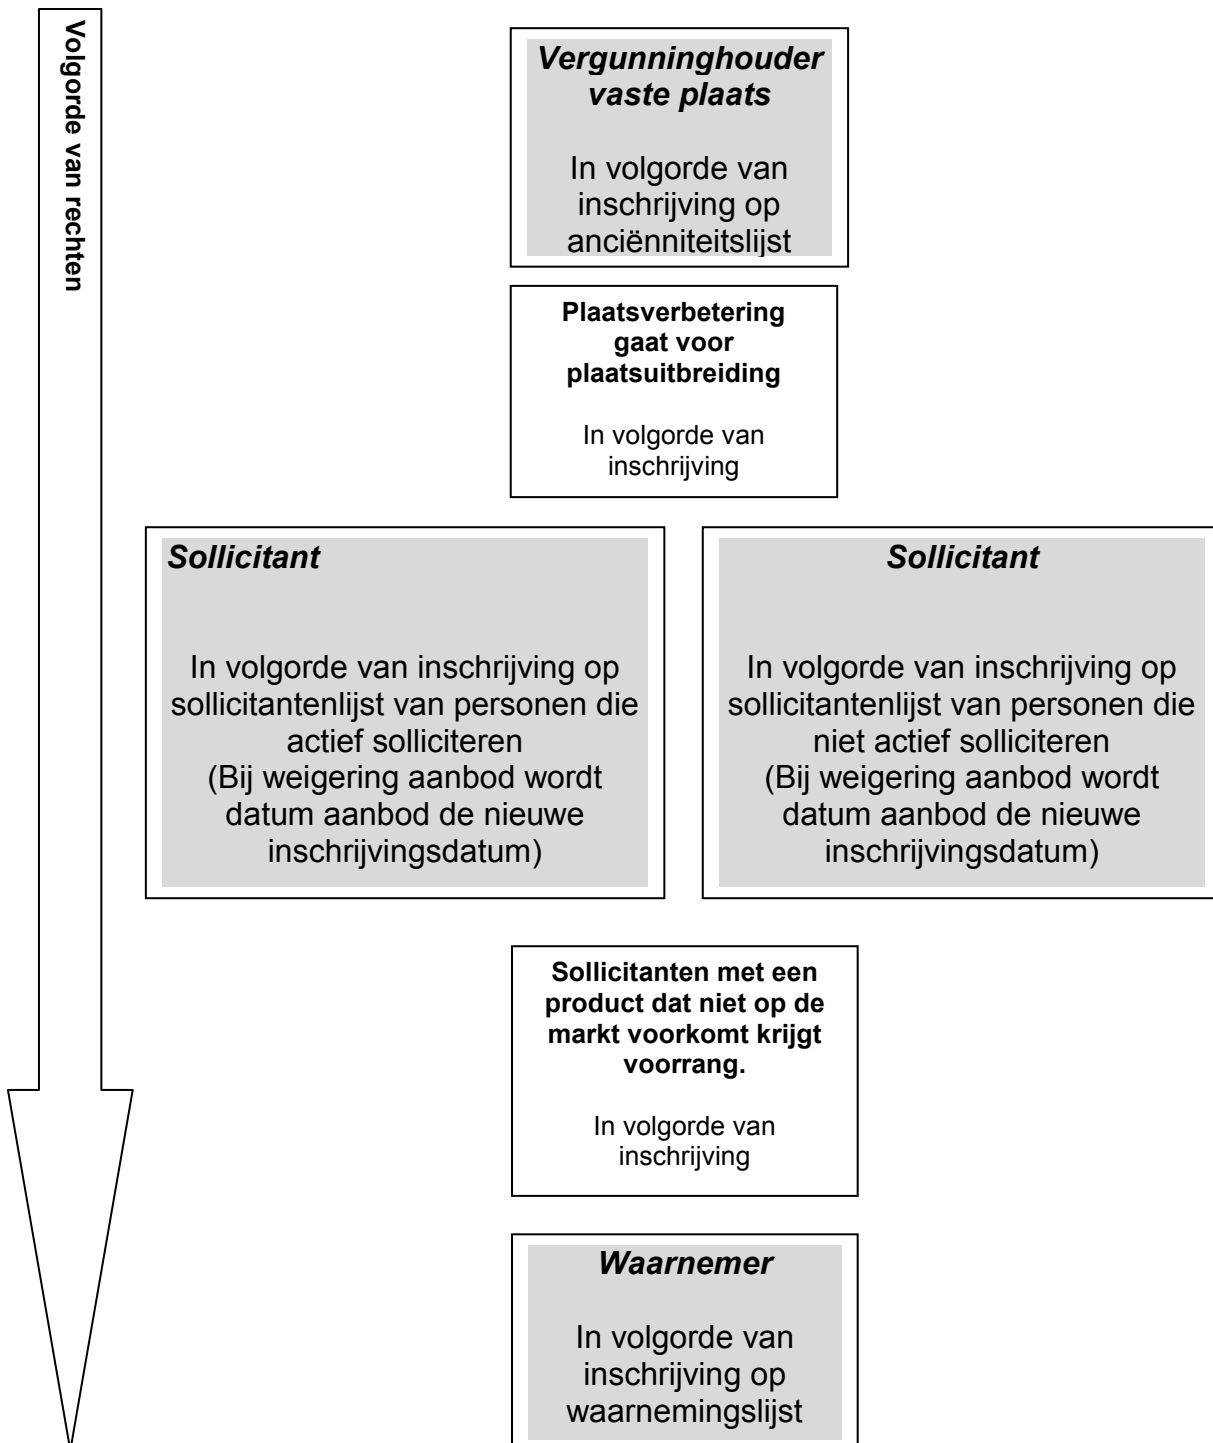 Volgorde van rechten
Vergunninghouder
vaste plaats
In volgorde van
inschrijving op
anciënniteitslijst
Plaatsverbetering
gaat voor
plaatsuitbreiding
In volgorde van
inschrijving
Sollicitant
In volgorde van inschrijving op
sollicitantenlijst van personen die
actief solliciteren
(Bij weigering aanbod wordt
datum aanbod de nieuwe
inschrijvingsdatum)
Sollicitant
In volgorde van inschrijving op
sollicitantenlijst van personen die
niet actief solliciteren
(Bij weigering aanbod wordt
datum aanbod de nieuwe
inschrijvingsdatum)
Sollicitanten met een
product dat niet op de
markt voorkomt krijgt
voorrang.
In volgorde van
inschrijving
Waarnemer
In volgorde van
inschrijving op
waarnemingslijst